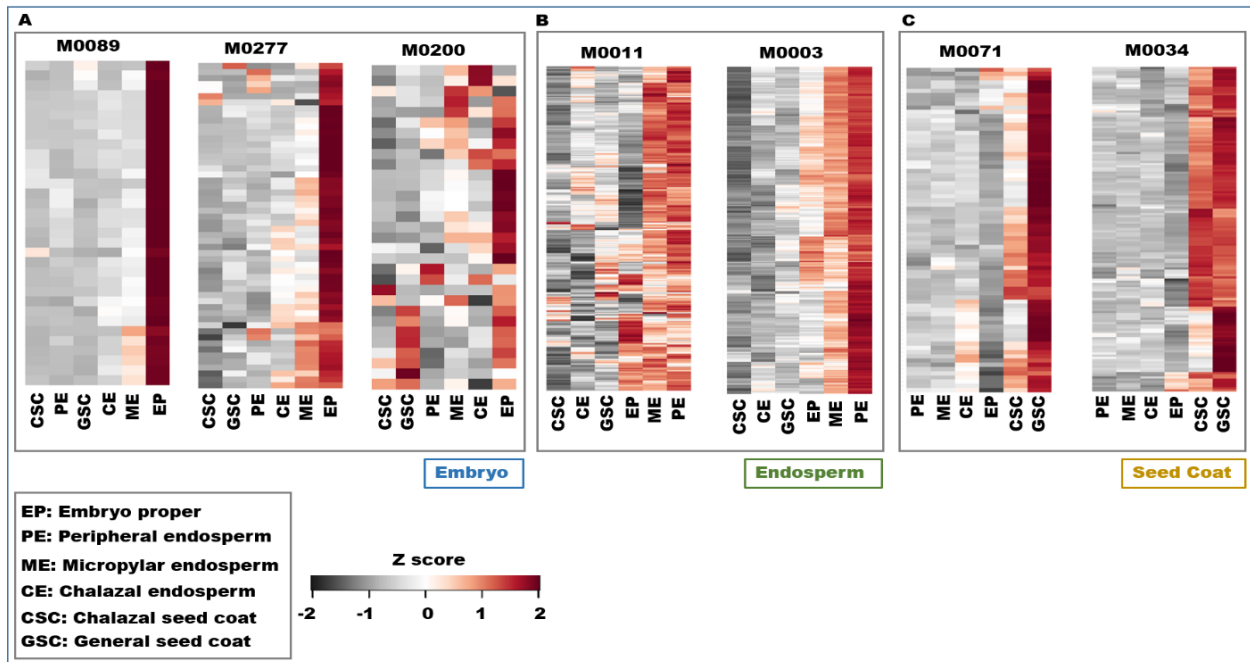 A
B
C
M0089
M0277
M0200
M0011
M0003
M0071
M0034
CSC PE GSC CE ME EP
CSC GSC PE CE ME EP
CSC GSC PE ME CE EP
CSC CE GSC EP ME PE
CSC CE GSC EP ME PE
PE ME CE EP CSC GSC
PE ME CE EP CSC GSC
Embryo
Endosperm
Seed Coat
EP: Embryo proper
PE: Peripheral endosperm
ME: Micropylar endosperm
CE: Chalazal endosperm
CSC: Chalazal seed coat
GSC: General seed coat
Z score
-2 -1 0 1 2